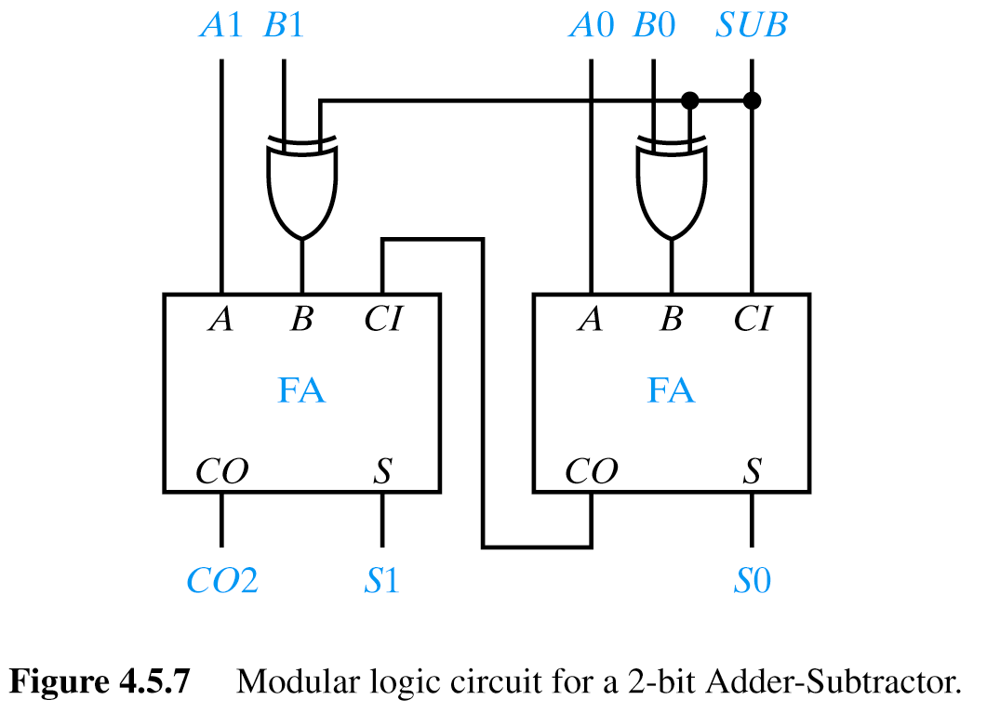 A1 B1 A0 B0 SUB
A B CI A B CI
FA FA
CO S CO S
CO2 S1 S0
Figure 4.5.7 Modular logic circuit for a 2-bit Adder-Subtractor.